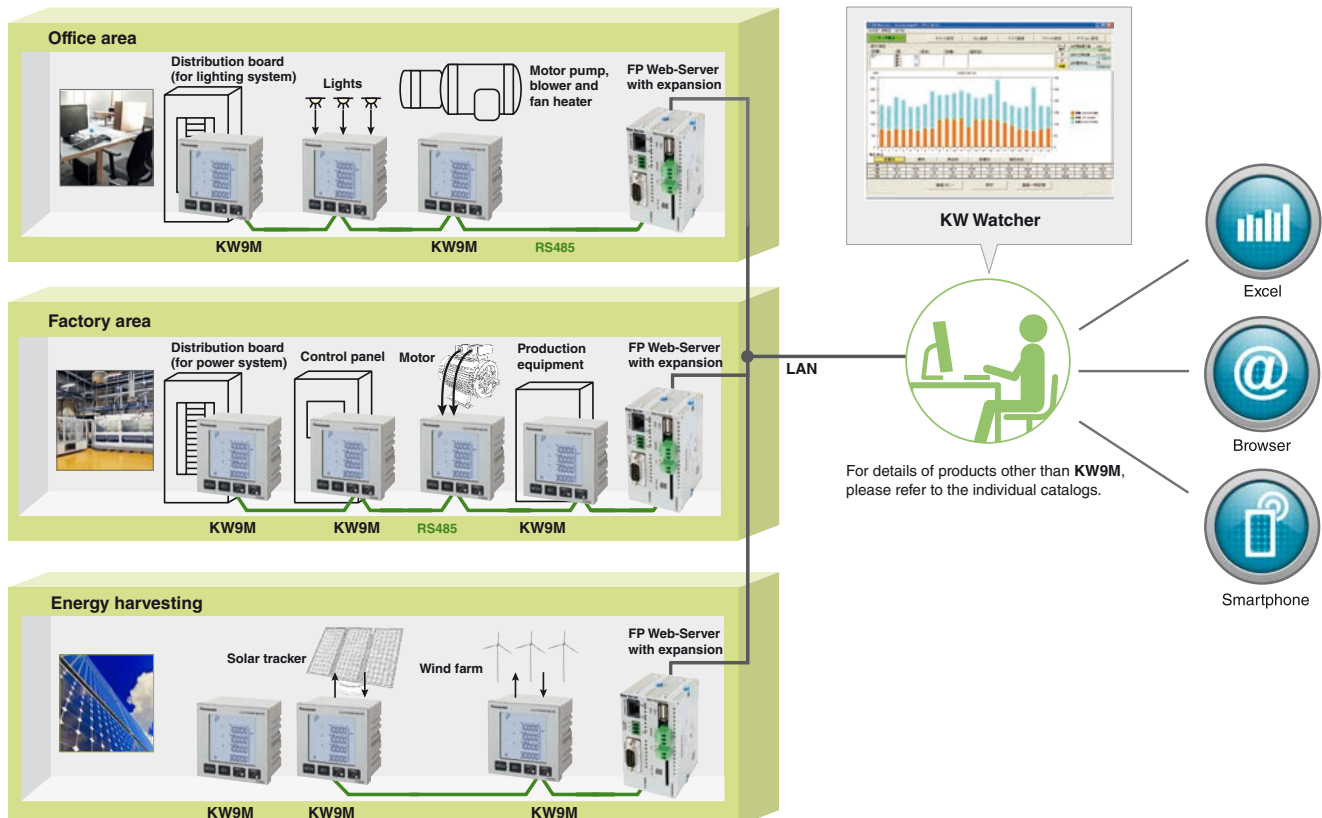 Office area
Distribution board
(for lighting system)
Lights
Motor pump,
blower and
fan heater
FP Web-Server
with expansion
KW9M
KW9M
RS485
Factory area
Distribution board
(for power system)
Control panel
Motor
Production
equipment
FP Web-Server
with expansion
KW9M
KW9M
RS485
KW9M
Energy harvesting
Solar tracker
Wind farm
FP Web-Server
with expansion
KW9M
KW9M
KW9M
LAN
KW Watcher
For details of products other than KW9M,
please refer to the individual catalogs.
Excel
@
Browser
Smartphone